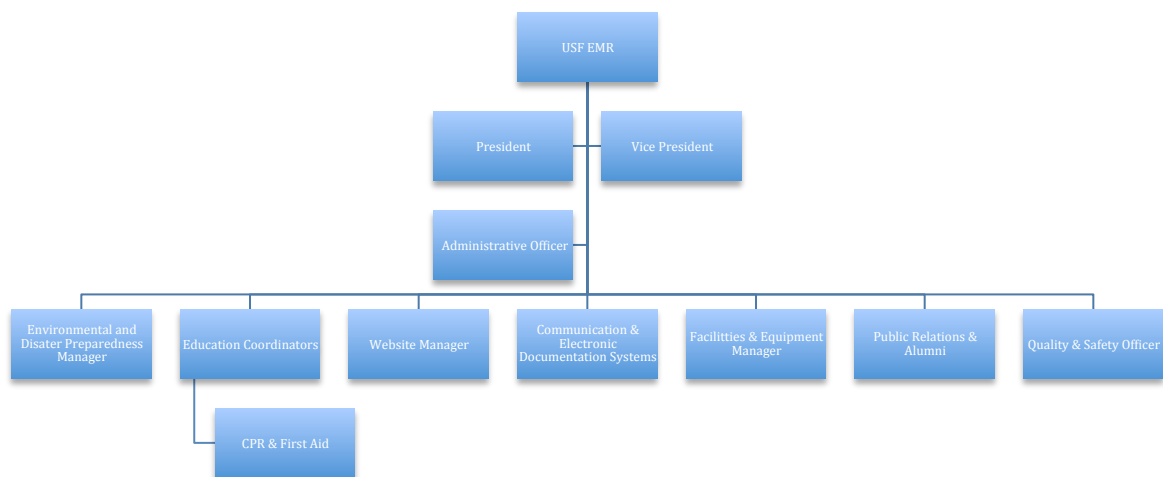 USF EMR
President
Vice President
Administrative Officer
Environmental and
Disater Preparedness
Manager
Education Coordinators
Website Manager
Communication &
Electronic
Documentation Systems
Facilitties & Equipment
Manager
Public Relations &
Alumni
Quality & Safety Officer
CPR & First Aid